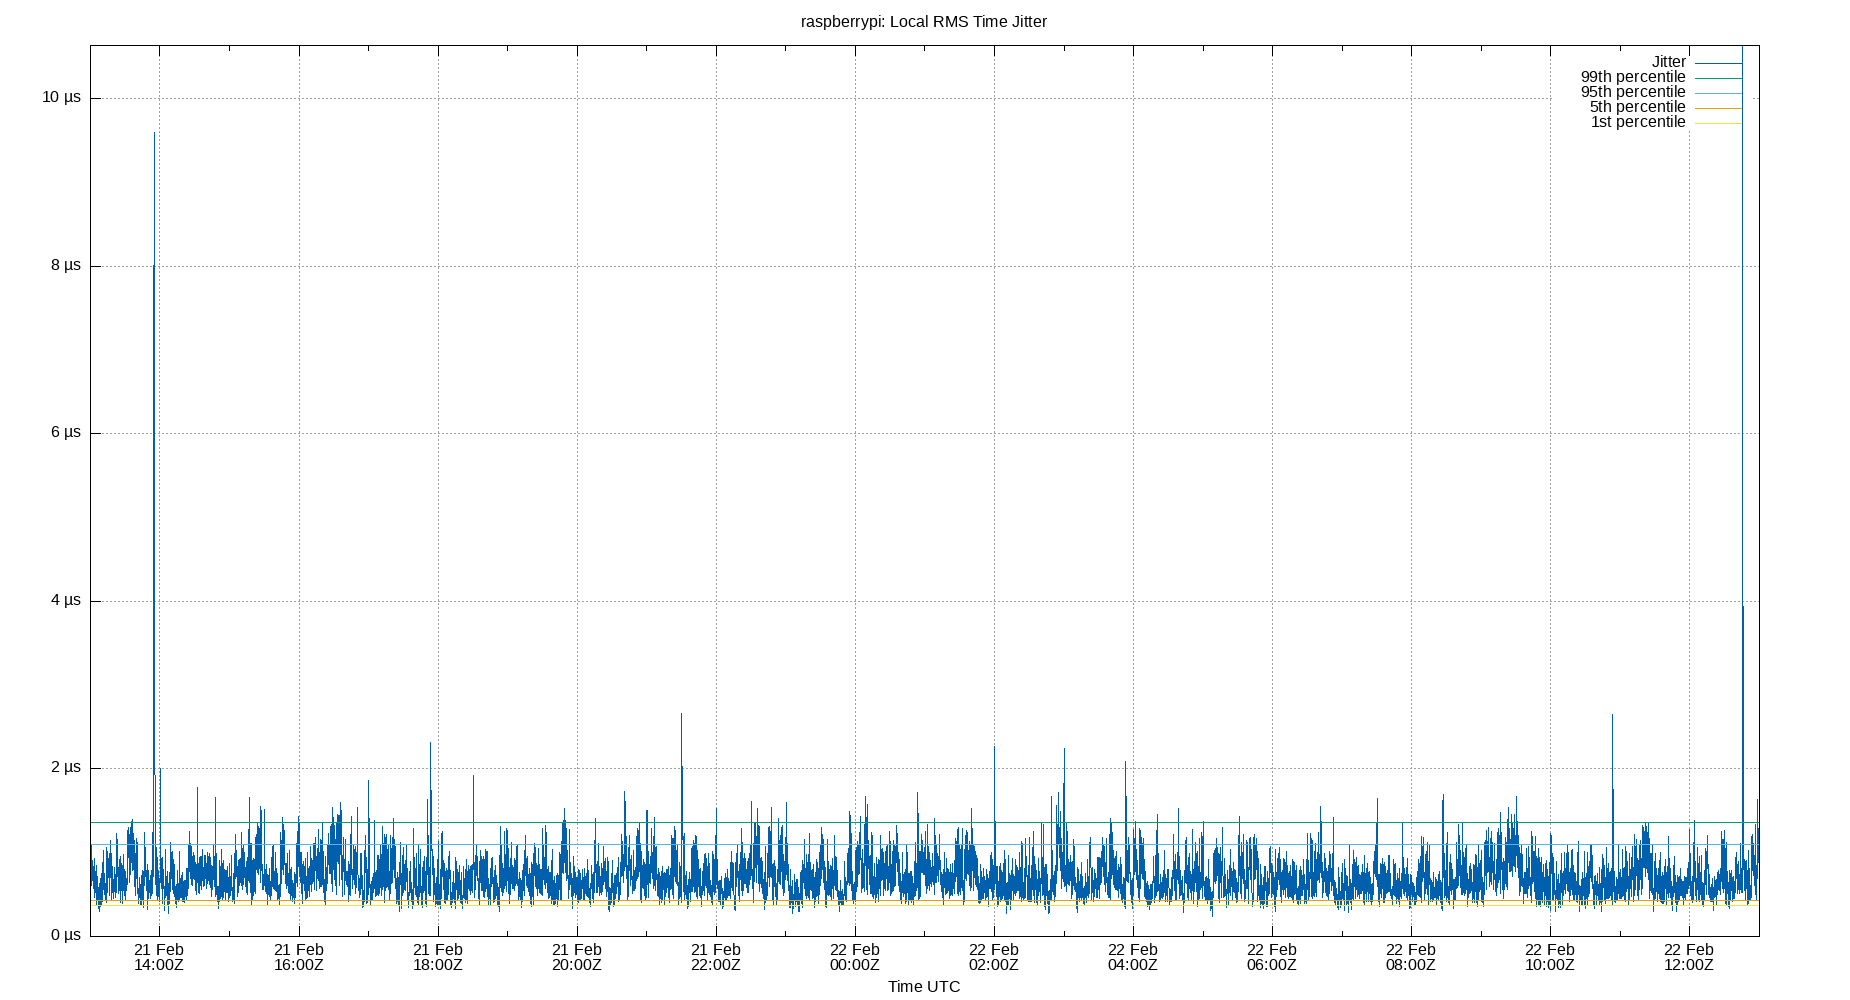 raspberrypi: Local RMS Time Jitter
Jitter
99th percentile
95th percentile
5th percentile
1st percentile
10 µs
8 µs
6 µs
4 µs
2 µs
0 µs
21 Feb 21 Feb 21 Feb 21 Feb 21 Feb 22 Feb 22 Feb 22 Feb 22 Feb 22 Feb 22 Feb 22 Feb
14:00Z 16:00Z 18:00Z 20:00Z 22:00Z 00:00Z 02:00Z 04:00Z 06:00Z 08:00Z 10:00Z 12:00Z
Time UTC